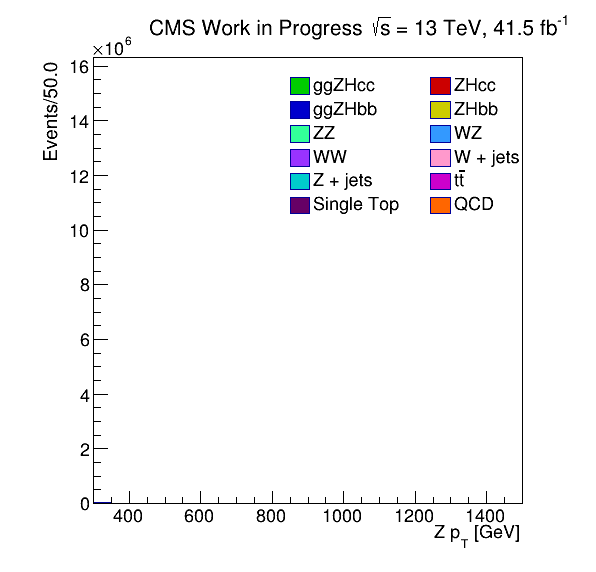 CMS Work in Progress √s = 13 TeV, 41.5 fb⁻¹
×10⁶
Events/50.0
16
14
12
10
8
6
4
2
0
ggZHcc ZHcc
ggZHbb ZHbb
ZZ WZ
WW W + jets
Z + jets tt̄
Single Top QCD
400 600 800 1000 1200 1400
Z p_T [GeV]